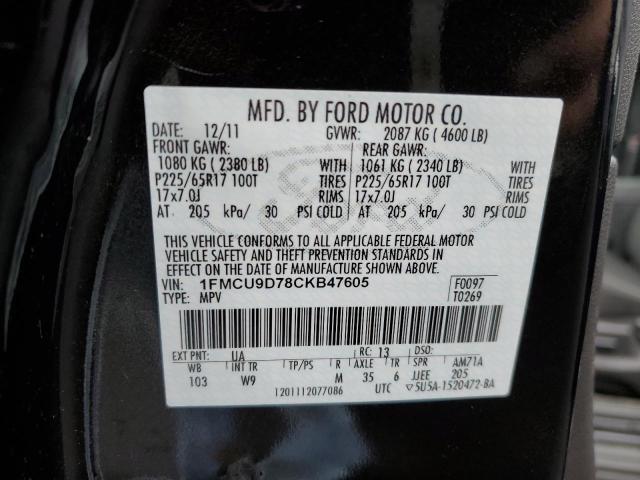 MFD. BY FORD MOTOR CO.
DATE: 12/11 GVWR: 2087 KG ( 4600 LB)
FRONT GAWR: REAR GAWR:
1080 KG ( 2380 LB) WITH 1061 KG ( 2340 LB) WITH
P225/65R17 100T TIRES P225/65R17 100T TIRES
17x7.0J RIMS 17x7.0J RIMS
AT 205 kPa/ 30 PSI COLD AT 205 kPa/ 30 PSI COLD
THIS VEHICLE CONFORMS TO ALL APPLICABLE FEDERAL MOTOR
VEHICLE SAFETY AND THEFT PREVENTION STANDARDS IN
EFFECT ON THE DATE OF MANUFACTURE SHOWN ABOVE.
VIN: 1FMCU9D78CKB47605 F0097
TYPE: MPV T0269
EXT PNT: UA RC: 13 DSO:
WB INT TR TP/PS R AXLE TR SPR AM71A
103 W9 M 35 6 JJEE 205
1201112077086 UTC 5U5A-1520472-BA